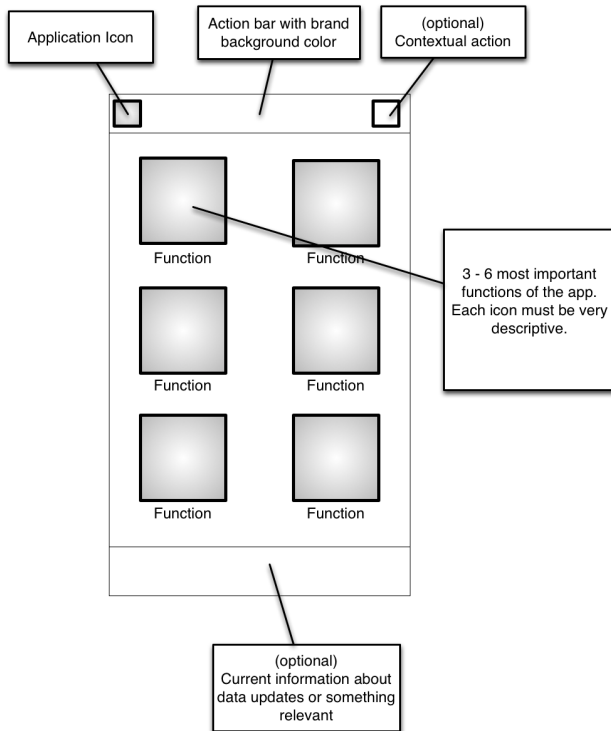 Application Icon
Action bar with brand
background color
(optional)
Contextual action
Function
Function
3 - 6 most important
functions of the app.
Each icon must be very
descriptive.
Function
Function
Function
Function
(optional)
Current information about
data updates or something
relevant